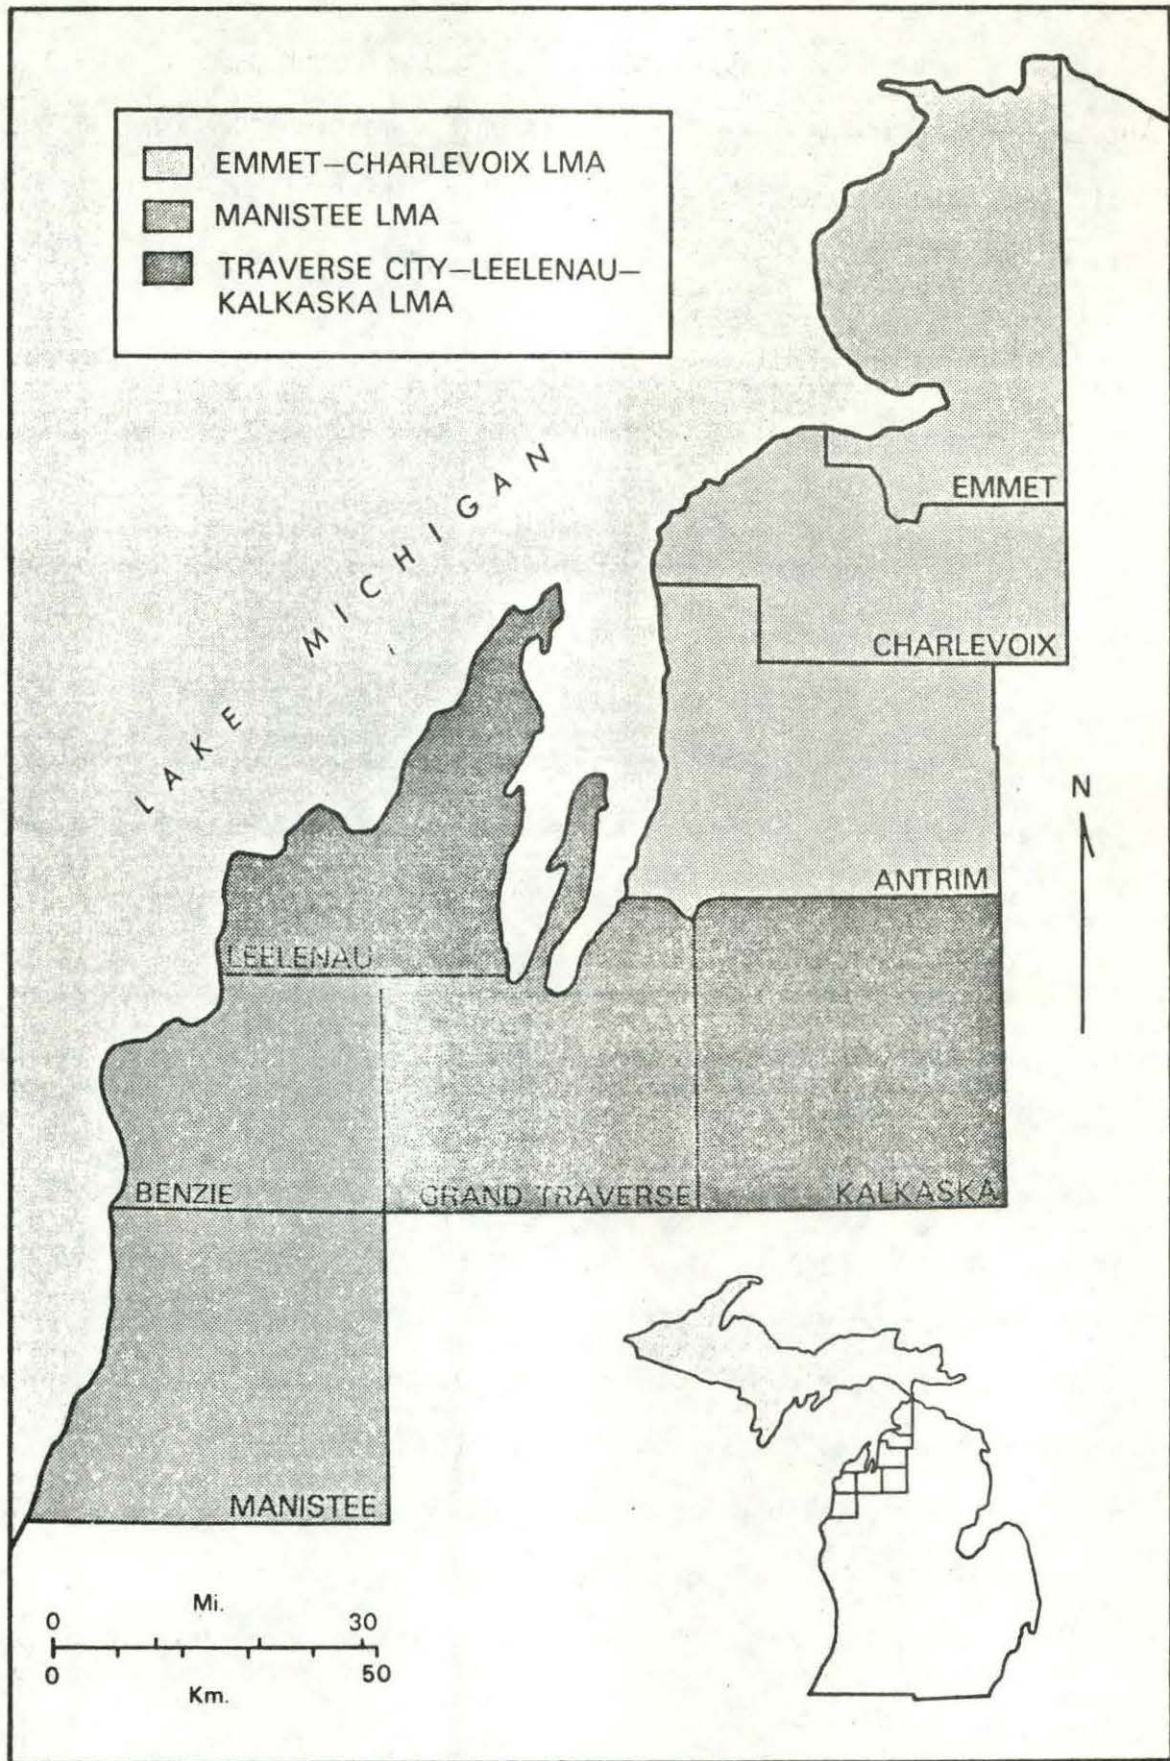 EMMET–CHARLEVOIX LMA
MANISTEE LMA
TRAVERSE CITY–LEELENAU–
KALKASKA LMA
LAKE MICHIGAN
EMMET
CHARLEVOIX
N
ANTRIM
LEELENAU
BENZIE
GRAND TRAVERSE
KALKASKA
MANISTEE
Mi.
0 30
0 50
Km.